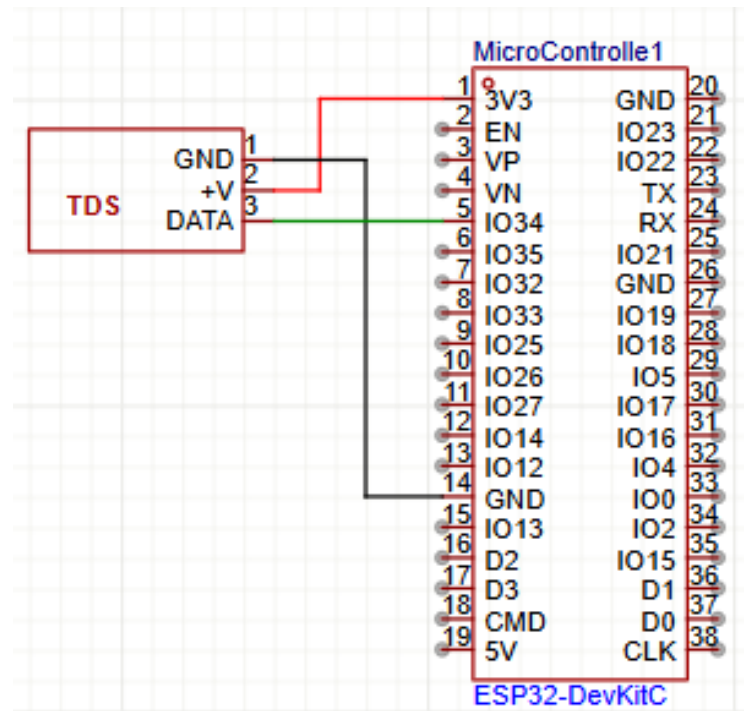 MicroControlle1
TDS
GND 1
+V 2
DATA 3
1 3V3 GND 20
2 EN IO23 21
3 VP IO22 22
4 VN TX 23
5 IO34 RX 24
6 IO35 IO21 25
7 IO32 GND 26
8 IO33 IO19 27
9 IO25 IO18 28
10 IO26 IO5 29
11 IO27 IO17 30
12 IO14 IO16 31
13 IO12 IO4 32
14 GND IO0 33
15 IO13 IO2 34
16 D2 IO15 35
17 D3 D1 36
18 CMD D0 37
19 5V CLK 38
ESP32-DevKitC